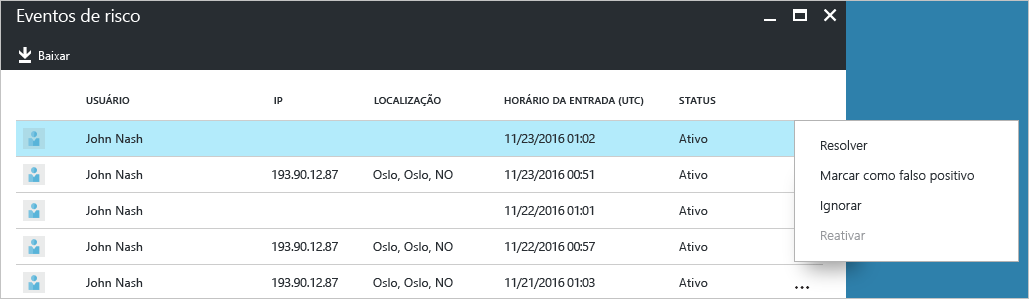 Eventos de risco
Baixar
USUÁRIO IP LOCALIZAÇÃO HORÁRIO DA ENTRADA (UTC) STATUS
John Nash 11/23/2016 01:02 Ativo
Resolver
John Nash 193.90.12.87 Oslo, Oslo, NO 11/23/2016 00:51 Ativo
Marcar como falso positivo
John Nash 11/22/2016 01:01 Ativo
Ignorar
Reativar
John Nash 193.90.12.87 Oslo, Oslo, NO 11/22/2016 00:57 Ativo
John Nash 193.90.12.87 Oslo, Oslo, NO 11/21/2016 01:03 Ativo ...